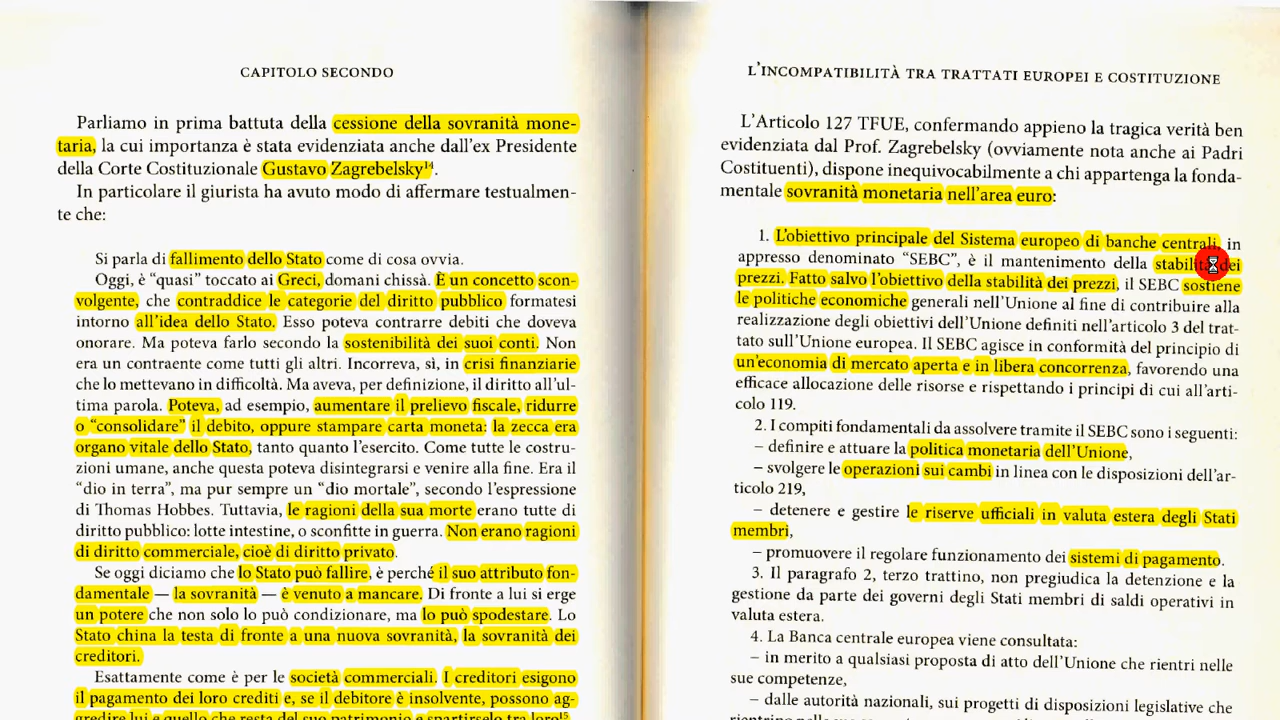 CAPITOLO SECONDO
Parliamo in prima battuta della cessione della sovranità mone-
taria, la cui importanza è stata evidenziata anche dall'ex Presidente
della Corte Costituzionale Gustavo Zagrebelsky¹⁴.
In particolare il giurista ha avuto modo di affermare testualmen-
te che:
Si parla di fallimento dello Stato come di cosa ovvia.
Oggi, è "quasi" toccato ai Greci, domani chissà. È un concetto scon-
volgente, che contraddice le categorie del diritto pubblico formatesi
intorno all'idea dello Stato. Esso poteva contrarre debiti che doveva
onorare. Ma poteva farlo secondo la sostenibilità dei suoi conti. Non
era un contraente come tutti gli altri. Incorreva, sì, in crisi finanziarie
che lo mettevano in difficoltà. Ma aveva, per definizione, il diritto all'ul-
tima parola. Poteva, ad esempio, aumentare il prelievo fiscale, ridurre
o "consolidare" il debito, oppure stampare carta moneta: la zecca era
organo vitale dello Stato, tanto quanto l'esercito. Come tutte le costru-
zioni umane, anche questa poteva disintegrarsi e venire alla fine. Era il
"dio in terra", ma pur sempre un "dio mortale", secondo l'espressione
di Thomas Hobbes. Tuttavia, le ragioni della sua morte erano tutte di
diritto pubblico: lotte intestine, o sconfitte in guerra. Non erano ragioni
di diritto commerciale, cioè di diritto privato.
Se oggi diciamo che lo Stato può fallire, è perché il suo attributo fon-
damentale — la sovranità — è venuto a mancare. Di fronte a lui si erge
un potere che non solo lo può condizionare, ma lo può spodestare. Lo
Stato china la testa di fronte a una nuova sovranità, la sovranità dei
creditori.
Esattamente come è per le società commerciali. I creditori esigono
il pagamento dei loro crediti e, se il debitore è insolvente, possono ag-
gredire lui e quello che resta del suo patrimonio e spartirselo tra loro¹⁵
L'INCOMPATIBILITÀ TRA TRATTATI EUROPEI E COSTITUZIONE
L'Articolo 127 TFUE, confermando appieno la tragica verità ben
evidenziata dal Prof. Zagrebelsky (ovviamente nota anche ai Padri
Costituenti), dispone inequivocabilmente a chi appartenga la fonda-
mentale sovranità monetaria nell'area euro:
1. L'obiettivo principale del Sistema europeo di banche centrali, in
appresso denominato "SEBC", è il mantenimento della stabilità dei
prezzi. Fatto salvo l'obiettivo della stabilità dei prezzi, il SEBC sostiene
le politiche economiche generali nell'Unione al fine di contribuire alla
realizzazione degli obiettivi dell'Unione definiti nell'articolo 3 del trat-
tato sull'Unione europea. Il SEBC agisce in conformità del principio di
un'economia di mercato aperta e in libera concorrenza, favorendo una
efficace allocazione delle risorse e rispettando i principi di cui all'arti-
colo 119.
2. I compiti fondamentali da assolvere tramite il SEBC sono i seguenti:
– definire e attuare la politica monetaria dell'Unione,
– svolgere le operazioni sui cambi in linea con le disposizioni dell'ar-
ticolo 219,
– detenere e gestire le riserve ufficiali in valuta estera degli Stati
membri,
– promuovere il regolare funzionamento dei sistemi di pagamento.
3. Il paragrafo 2, terzo trattino, non pregiudica la detenzione e la
gestione da parte dei governi degli Stati membri di saldi operativi in
valuta estera.
4. La Banca centrale europea viene consultata:
– in merito a qualsiasi proposta di atto dell'Unione che rientri nelle
sue competenze,
– dalle autorità nazionali, sui progetti di disposizioni legislative che